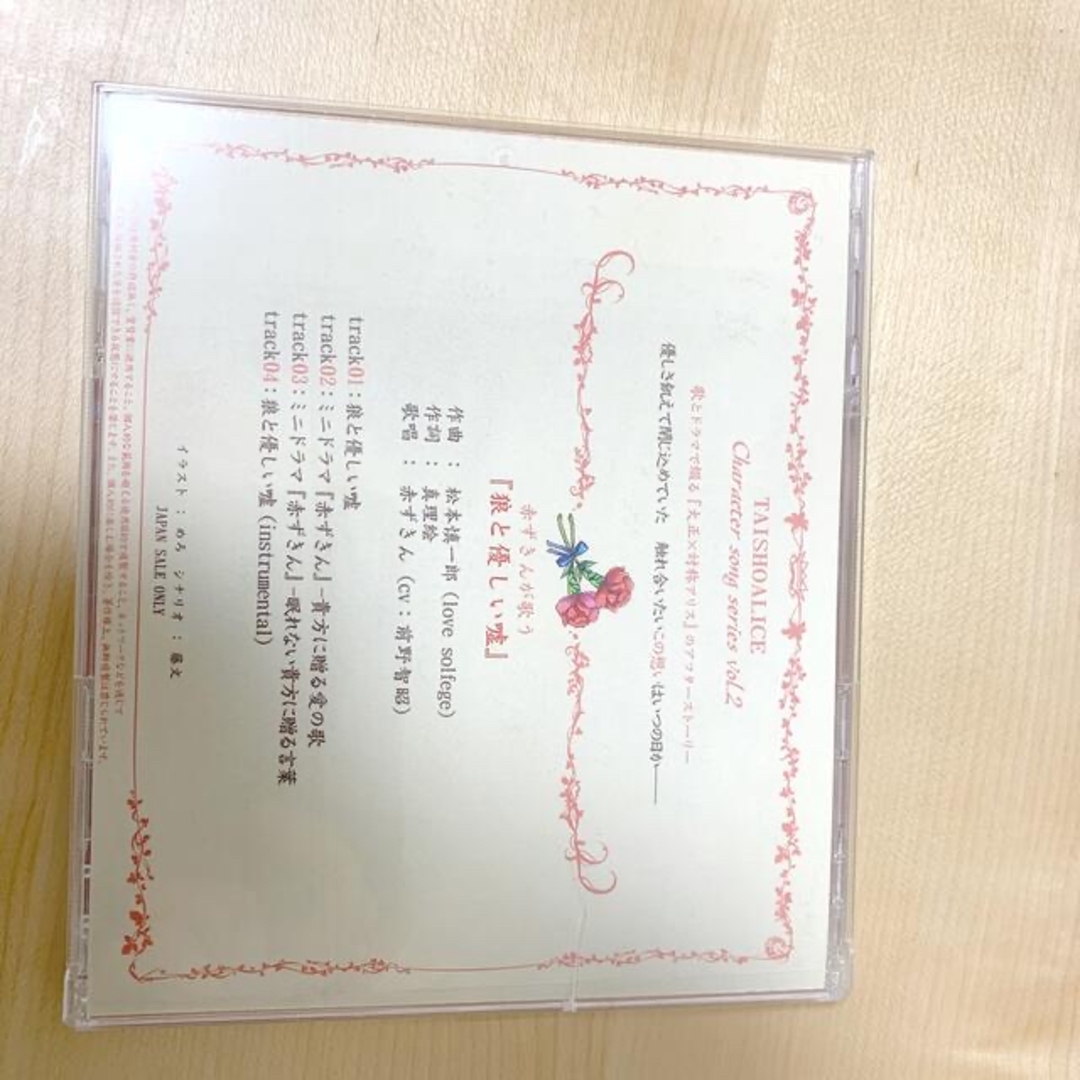 TAISHOALICE
Character song series vol.2
歌とドラマで綴る『大正×対称アリス』のアフターストーリー
優しさ飢えて閉じ込めていた 触れ合いたいこの想いはいつの日か――
赤ずきんが歌う
『狼と優しい嘘』
作曲 : 松本慎一郎 (love solfege)
作詞 : 真理絵
歌唱 : 赤ずきん (cv:前野智昭)
track01:狼と優しい嘘
track02:ミニドラマ『赤ずきん』-貴方に贈る愛の歌
track03:ミニドラマ『赤ずきん』-眠れない貴方に贈る言葉
track04:狼と優しい嘘 (instrumental)
イラスト : めろ シナリオ : 藤文
JAPAN SALE ONLY